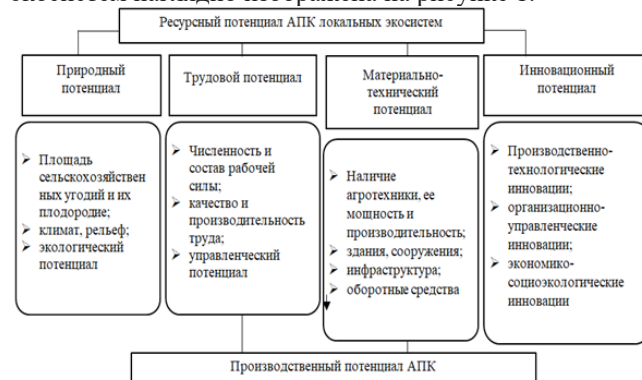 Ресурсный потенциал АПК локальных экосистем
Природный
потенциал
Трудовой потенциал
Материально-
технический
потенциал
Инновационный
потенциал
Площадь
сельскохозяйствен
ных угодий и их
плодородие;
климат, рельеф;
экологический
потенциал
Численность и
состав рабочей
силы;
качество и
производительность
труда;
управленческий
потенциал
Наличие
агротехники, ее
мощность и
производительность;
здания, сооружения;
инфраструктура;
оборотные средства
Производственно-
технологические
инновации;
организационно-
управленческие
инновации;
экономико-
социоэкологические
инновации
Производственный потенциал АПК